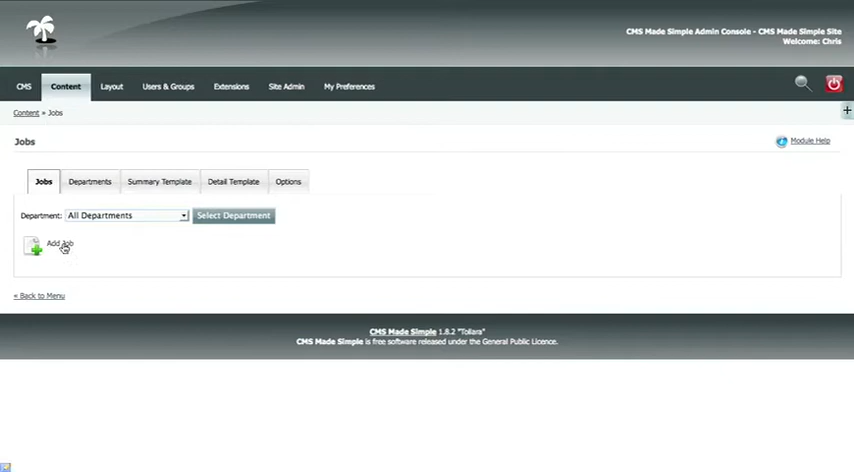 CMS Made Simple Admin Console - CMS Made Simple Site
Welcome: Chris
CMS Content Layout Users & Groups Extensions Site Admin My Preferences
Content » Jobs
Jobs
Module Help
Jobs Departments Summary Template Detail Template Options
Department: All Departments Select Department
Add Job
« Back to Menu
CMS Made Simple 1.8.2 "Tollara"
CMS Made Simple is free software released under the General Public Licence.